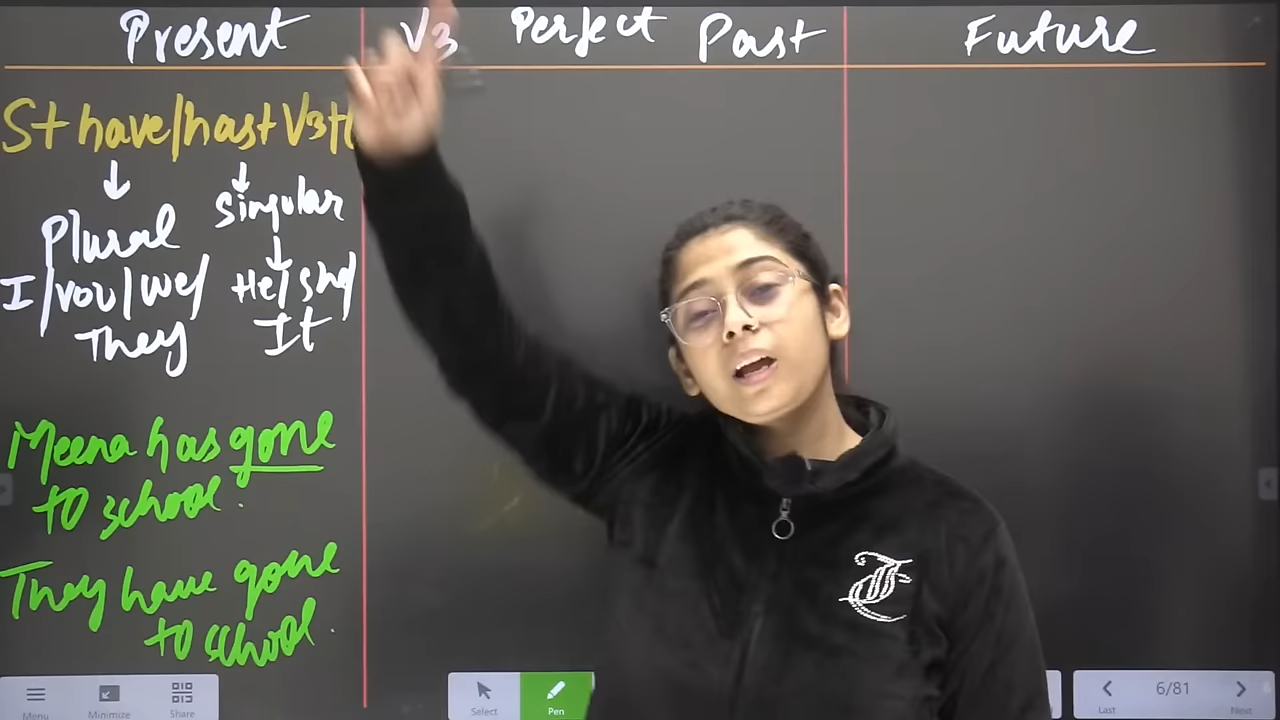 Present V3 Perfect Past Future
S+have/has+V3+
Plural Singular
I/You/We/ He/She/
They It
Meena has gone
to school.
They have gone
to school.
Menu Minimize Share Select Pen Last 6/81 Next